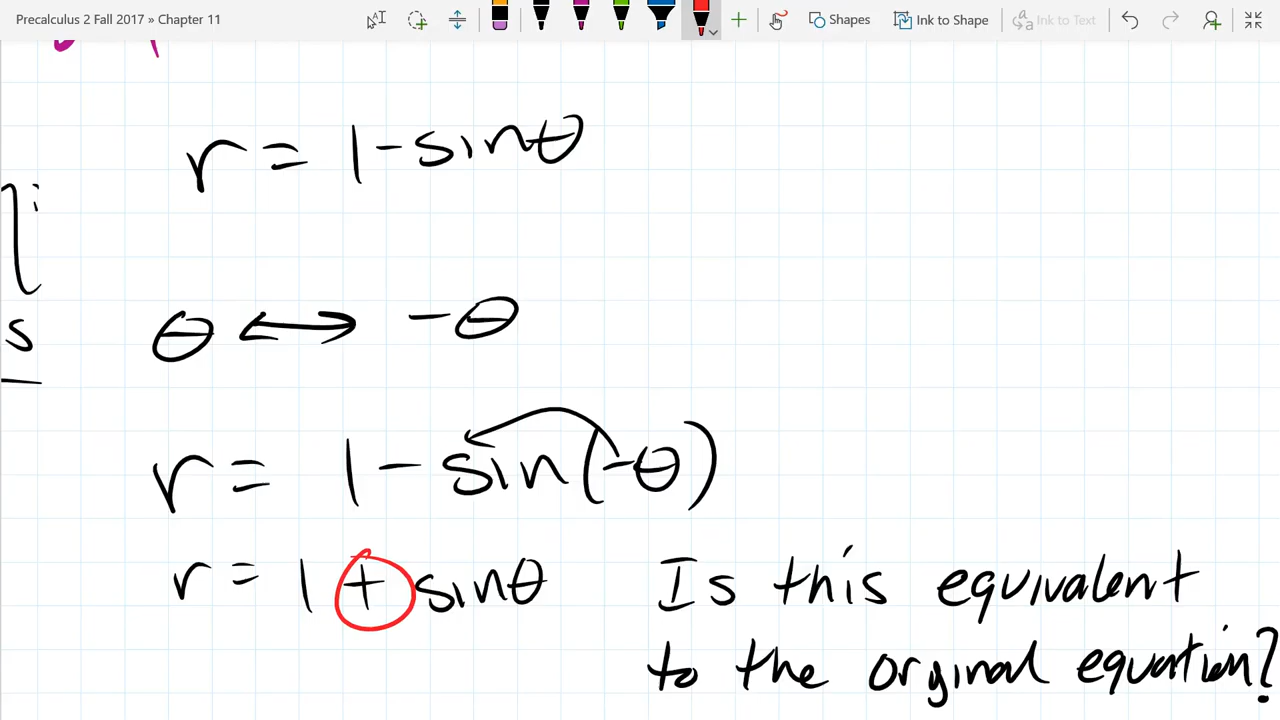 Precalculus 2 Fall 2017 » Chapter 11
Shapes
Ink to Shape
Ink to Text
r = 1 - sinθ
s
θ ↔ -θ
r = 1 - sin(-θ)
r = 1 + sinθ
Is this equivalent
to the orginal equation?